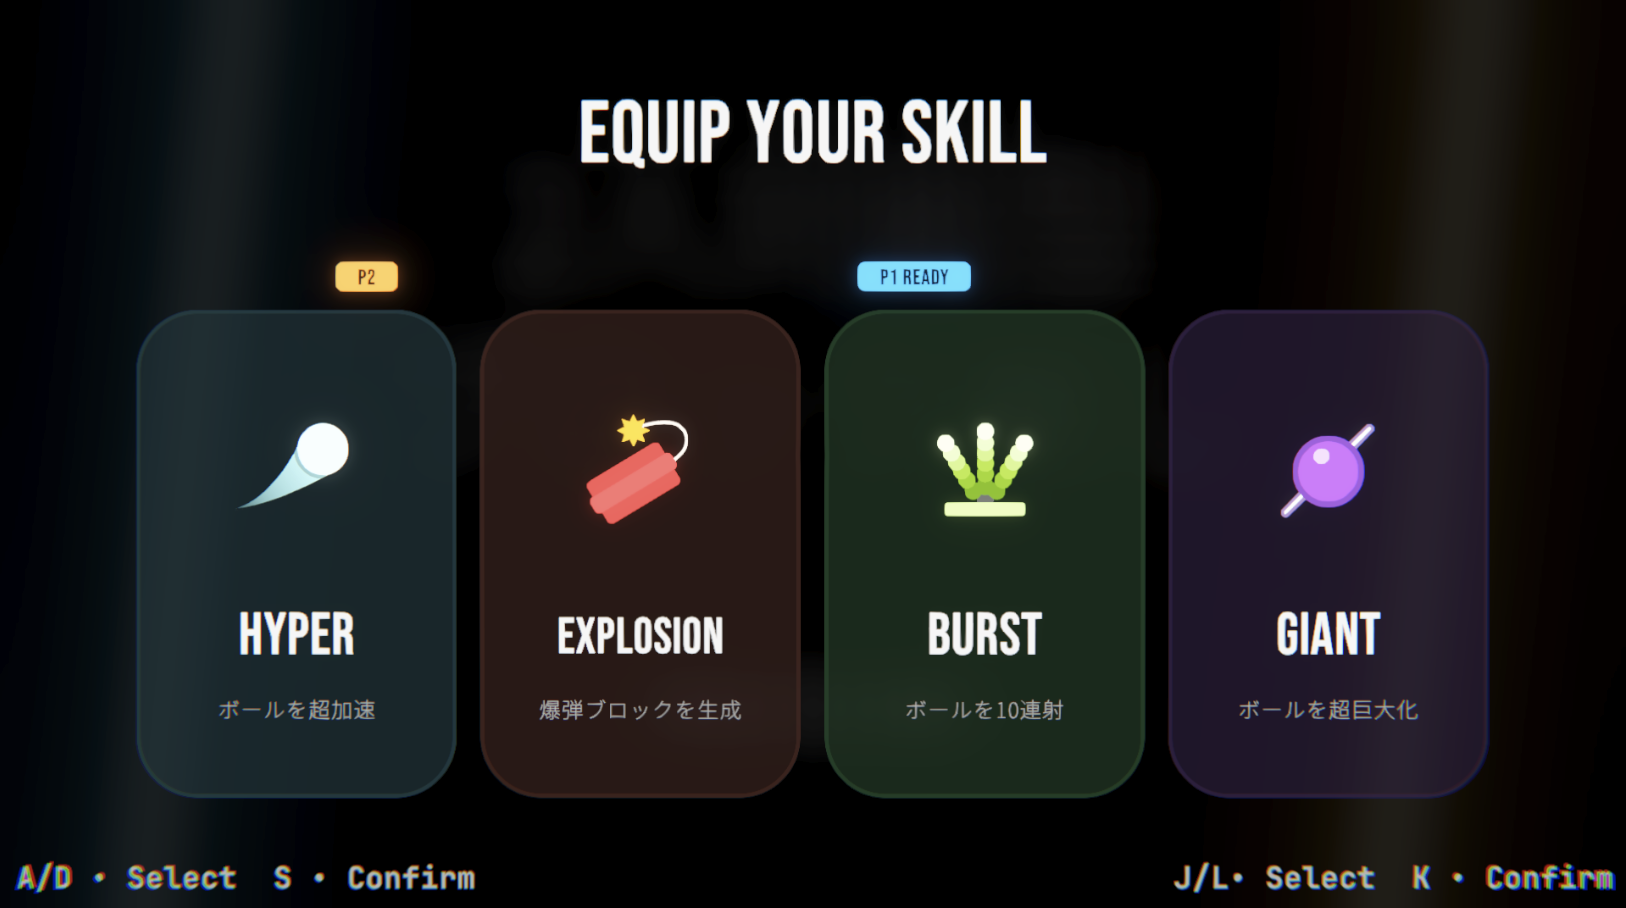 EQUIP YOUR SKILL
P2
P1 READY
HYPER
ボールを超加速
EXPLOSION
爆弾ブロックを生成
BURST
ボールを10連射
GIANT
ボールを超巨大化
A/D • Select S • Confirm
J/L• Select K • Confirm